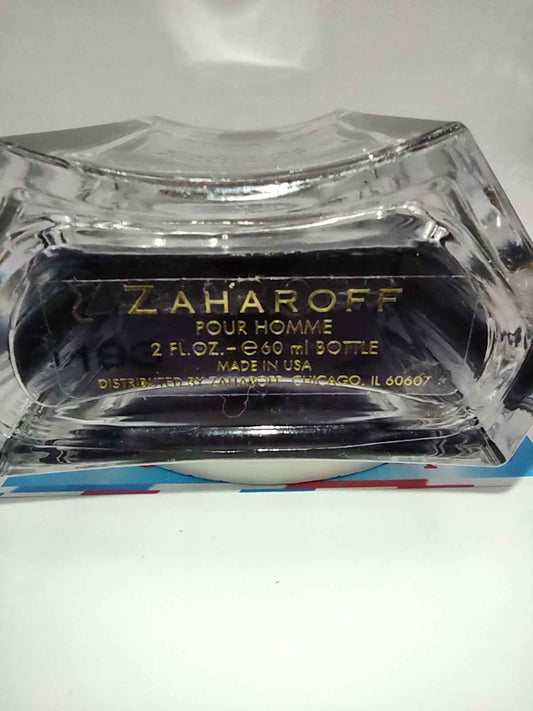 ZAHAROFF
POUR HOMME
2 FL.OZ.–℮60 ml BOTTLE
MADE IN USA
DISTRIBUTED BY ZAHAROFF, CHICAGO, IL 60607